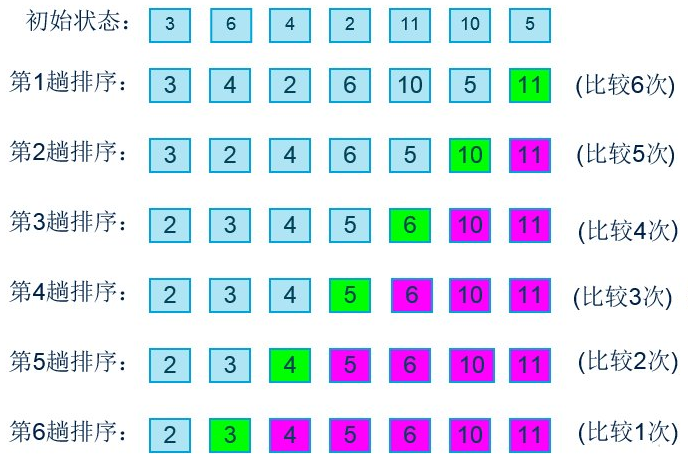 初始状态： 3 6 4 2 11 10 5
第1趟排序： 3 4 2 6 10 5 11 (比较6次)
第2趟排序： 3 2 4 6 5 10 11 (比较5次)
第3趟排序： 2 3 4 5 6 10 11 (比较4次)
第4趟排序： 2 3 4 5 6 10 11 (比较3次)
第5趟排序： 2 3 4 5 6 10 11 (比较2次)
第6趟排序： 2 3 4 5 6 10 11 (比较1次)